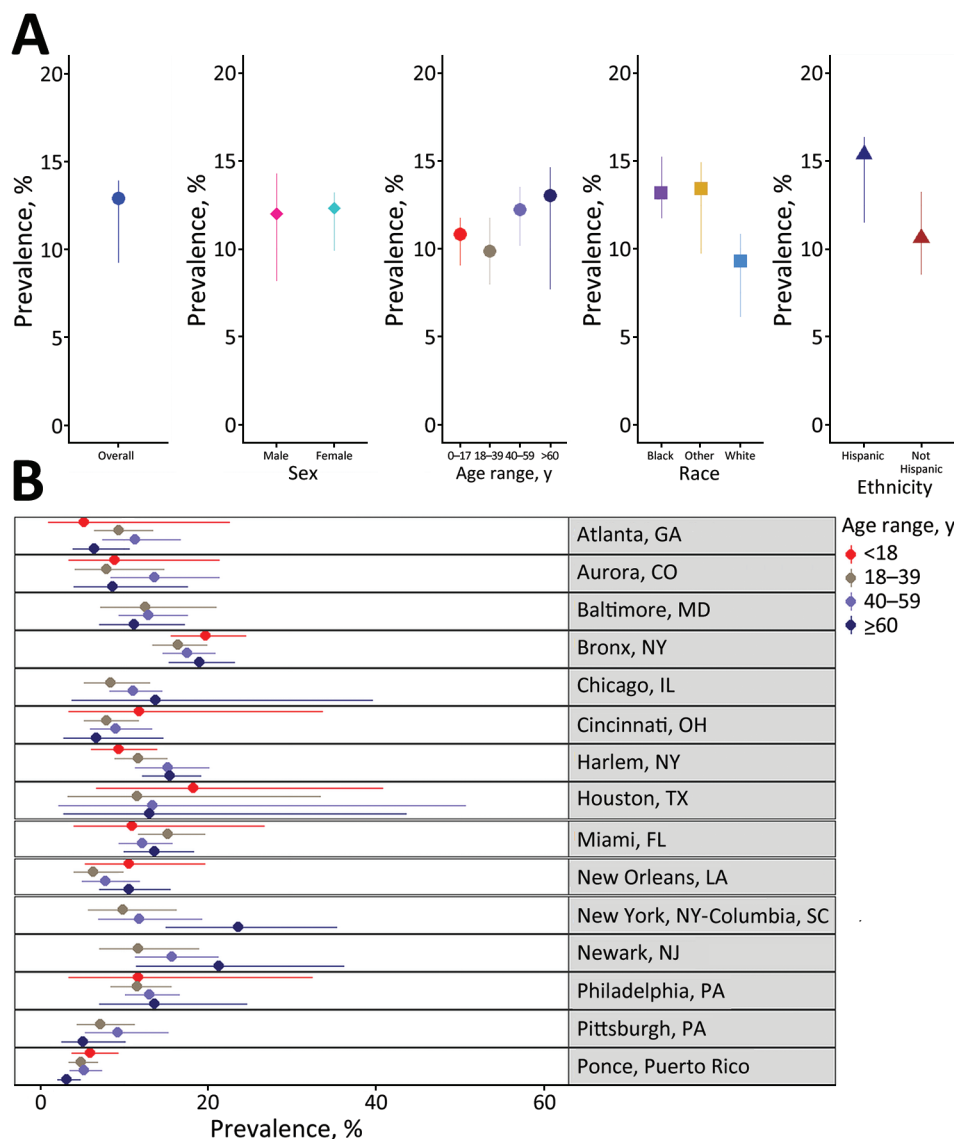 A
Prevalence, %
20
15
10
5
0
Overall
Prevalence, %
20
15
10
5
0
Male Female
Sex
Prevalence, %
20
15
10
5
0
0–17 18–39 40–59 >60
Age range, y
Prevalence, %
20
15
10
5
0
Black Other White
Race
Prevalence, %
20
15
10
5
0
Hispanic Not
Hispanic
Ethnicity
B
Atlanta, GA
Aurora, CO
Baltimore, MD
Bronx, NY
Chicago, IL
Cincinnati, OH
Harlem, NY
Houston, TX
Miami, FL
New Orleans, LA
New York, NY-Columbia, SC
Newark, NJ
Philadelphia, PA
Pittsburgh, PA
Ponce, Puerto Rico
Age range, y
<18
18–39
40–59
≥60
0 20 40 60
Prevalence, %